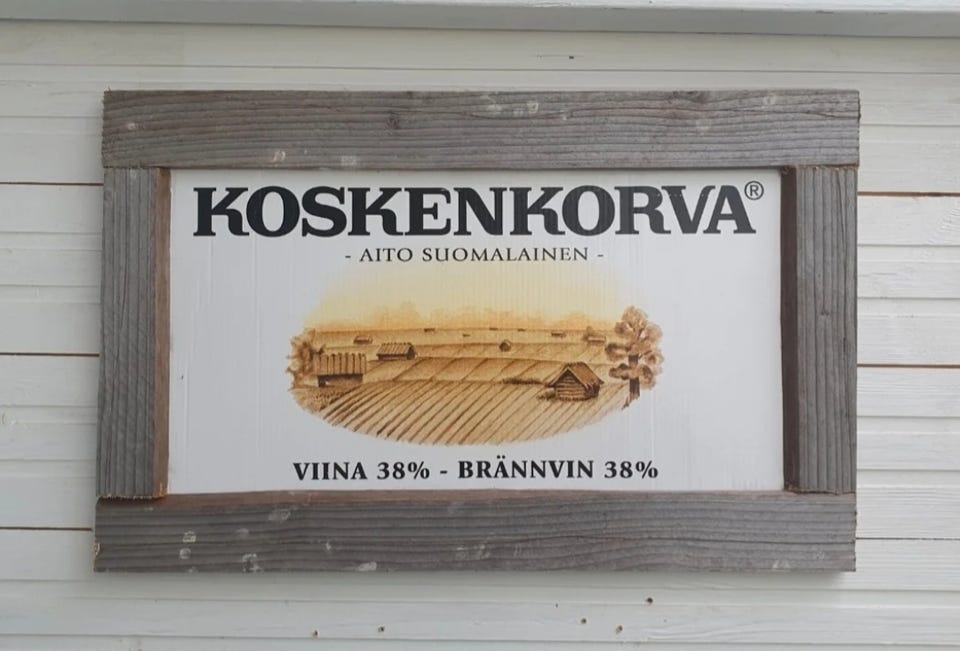 KOSKENKORVA®
- AITO SUOMALAINEN -
VIINA 38% - BRÄNNVIN 38%